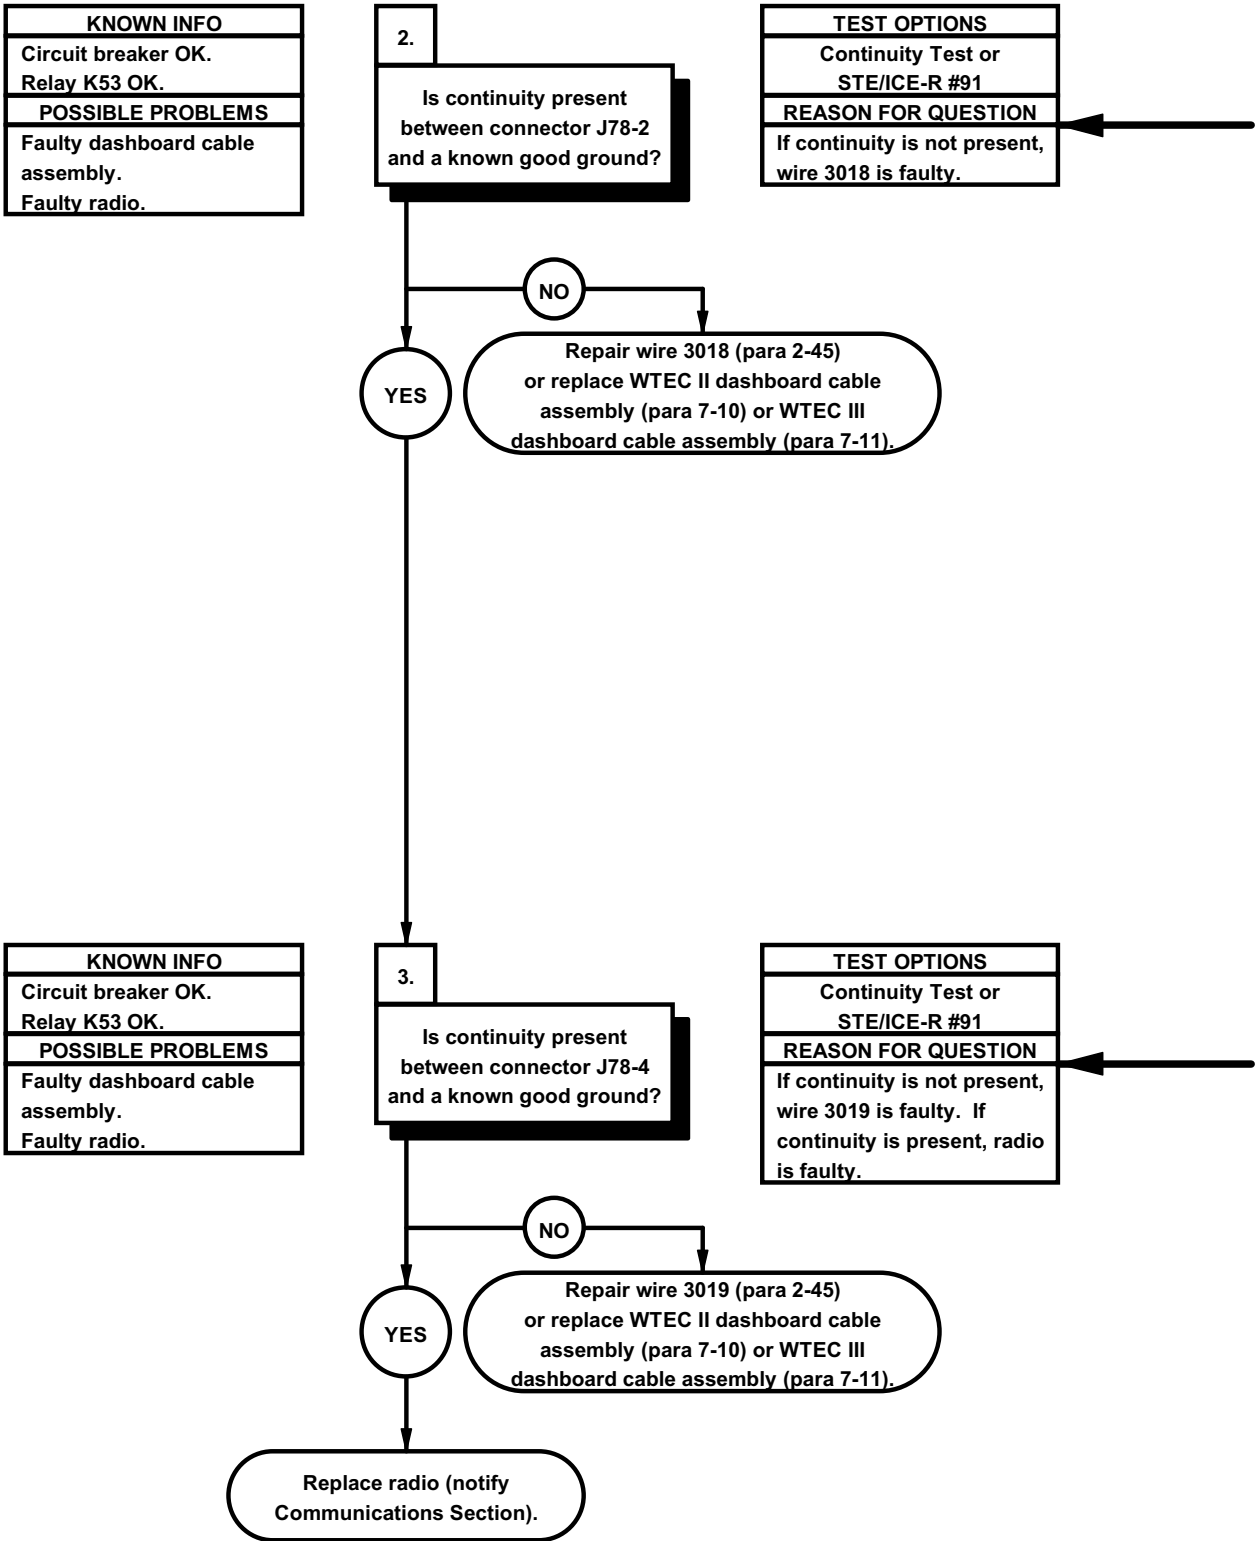 KNOWN INFO
Circuit breaker OK.
Relay K53 OK.
POSSIBLE PROBLEMS
Faulty dashboard cable
assembly.
Faulty radio.
2.
Is continuity present
between connector J78-2
and a known good ground?
TEST OPTIONS
Continuity Test or
STE/ICE-R #91
REASON FOR QUESTION
If continuity is not present,
wire 3018 is faulty.
NO
YES
Repair wire 3018 (para 2-45)
or replace WTEC II dashboard cable
assembly (para 7-10) or WTEC III
dashboard cable assembly (para 7-11).
KNOWN INFO
Circuit breaker OK.
Relay K53 OK.
POSSIBLE PROBLEMS
Faulty dashboard cable
assembly.
Faulty radio.
3.
Is continuity present
between connector J78-4
and a known good ground?
TEST OPTIONS
Continuity Test or
STE/ICE-R #91
REASON FOR QUESTION
If continuity is not present,
wire 3019 is faulty.  If
continuity is present, radio
is faulty.
NO
YES
Repair wire 3019 (para 2-45)
or replace WTEC II dashboard cable
assembly (para 7-10) or WTEC III
dashboard cable assembly (para 7-11).
Replace radio (notify
Communications Section).